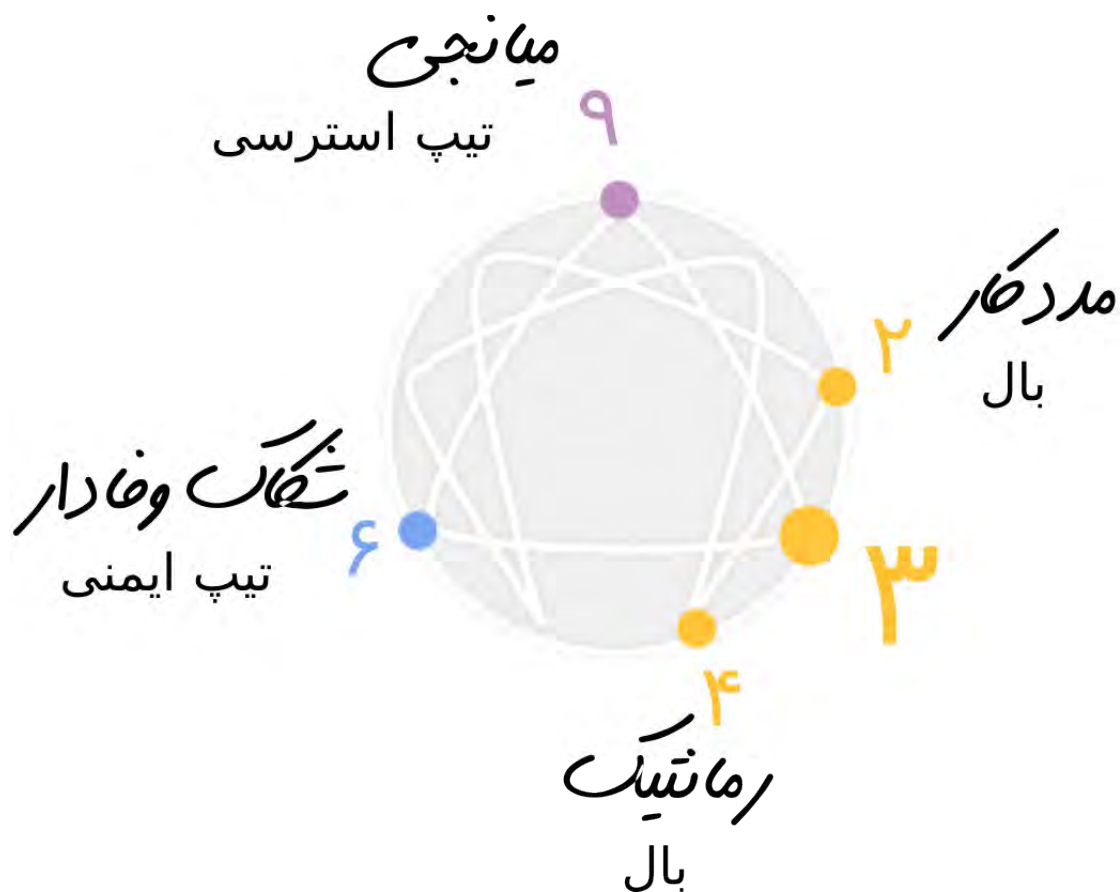 میانجی
۹
تیپ استرسی
مددکار
۲
بال
شکاک وفادار
۶
تیپ ایمنی
۳
۴
رمانتیک
بال